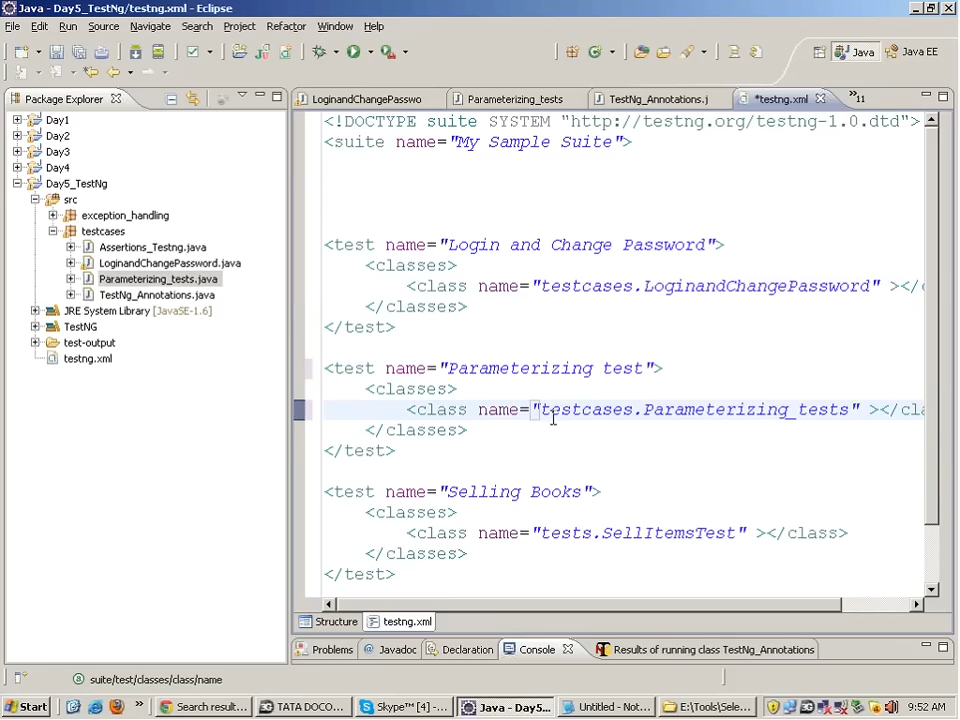 Java - Day5_TestNg/testng.xml - Eclipse
File Edit Run Source Navigate Search Project Refactor Window Help
Java Java EE
Package Explorer
LoginandChangePasswo Parameterizing_tests TestNg_Annotations.j *testng.xml »11
Day1
Day2
Day3
Day4
Day5_TestNg
src
exception_handling
testcases
Assertions_Testng.java
LoginandChangePassword.java
Parameterizing_tests.java
TestNg_Annotations.java
JRE System Library [JavaSE-1.6]
TestNG
test-output
testng.xml
<!DOCTYPE suite SYSTEM "http://testng.org/testng-1.0.dtd">
<suite name="My Sample Suite">
<test name="Login and Change Password">
<classes>
<class name="testcases.LoginandChangePassword" ></c
</classes>
</test>
<test name="Parameterizing test">
<classes>
<class name="testcases.Parameterizing_tests" ></cla
</classes>
</test>
<test name="Selling Books">
<classes>
<class name="tests.SellItemsTest" ></class>
</classes>
</test>
Structure testng.xml
Problems Javadoc Declaration Console Results of running class TestNg_Annotations
suite/test/classes/class/name
Start » Search result... TATA DOCO... Skype™ [4] -... Java - Day5... Untitled - Not... E:\Tools\Sele... 9:52 AM